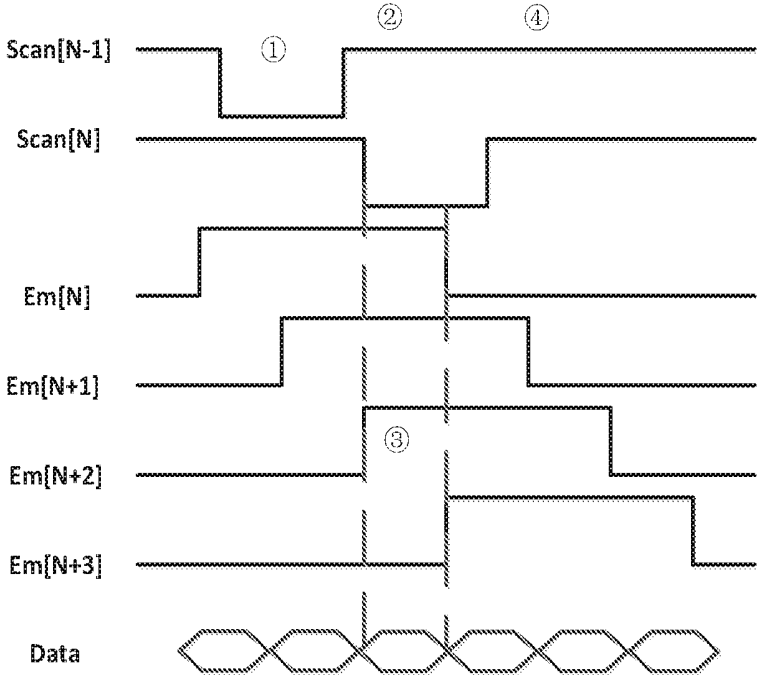 ② ④
Scan[N-1] ①
Scan[N]
Em[N]
Em[N+1]
③
Em[N+2]
Em[N+3]
Data